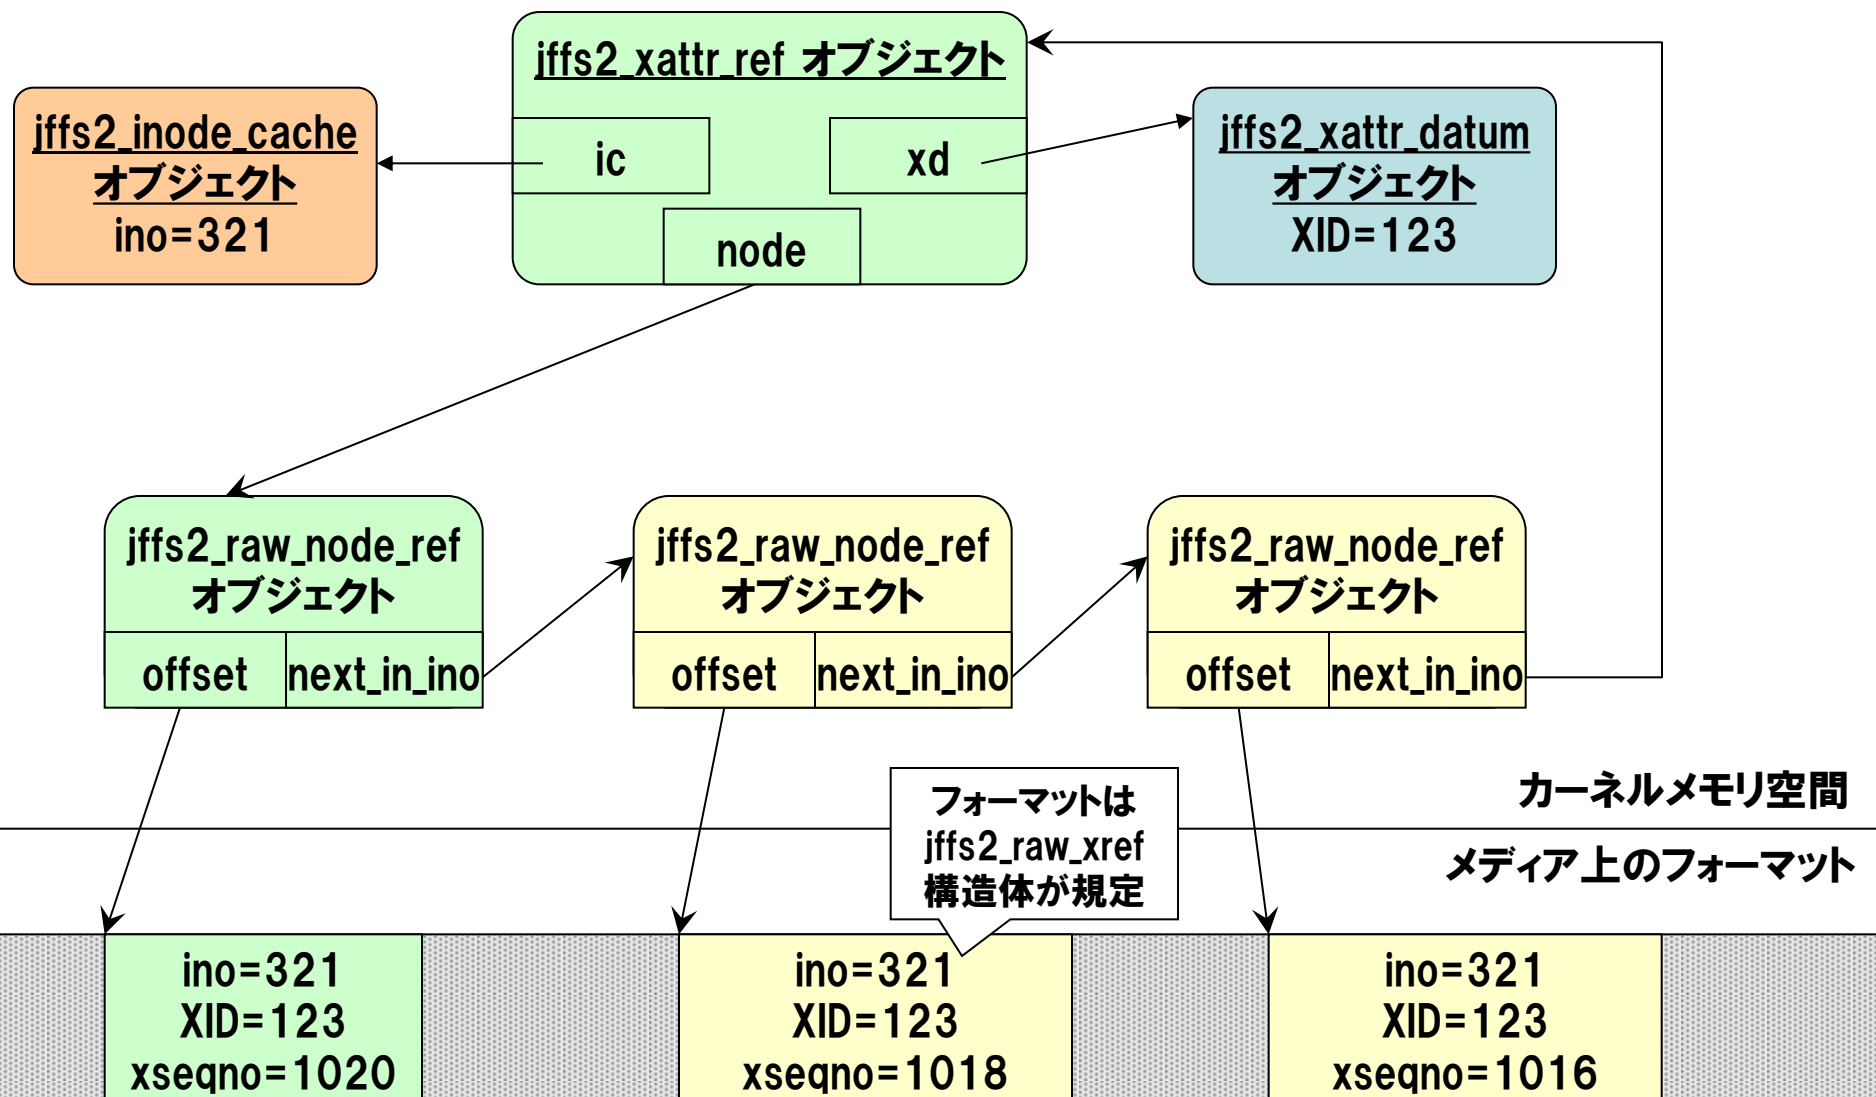 jffs2_xattr_ref オブジェクト
ic
xd
node
jffs2_inode_cache
オブジェクト
ino=321
jffs2_xattr_datum
オブジェクト
XID=123
jffs2_raw_node_ref
オブジェクト
offset
next_in_ino
jffs2_raw_node_ref
オブジェクト
offset
next_in_ino
jffs2_raw_node_ref
オブジェクト
offset
next_in_ino
カーネルメモリ空間
メディア上のフォーマット
フォーマットは
jffs2_raw_xref
構造体が規定
ino=321
XID=123
xseqno=1020
ino=321
XID=123
xseqno=1018
ino=321
XID=123
xseqno=1016